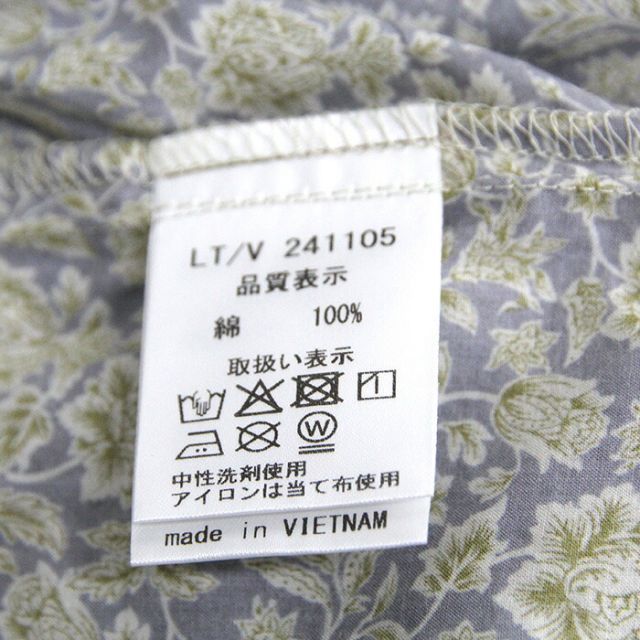 LT/V 241105
品質表示
綿 100%
取扱い表示
W
中性洗剤使用
アイロンは当て布使用
made in VIETNAM